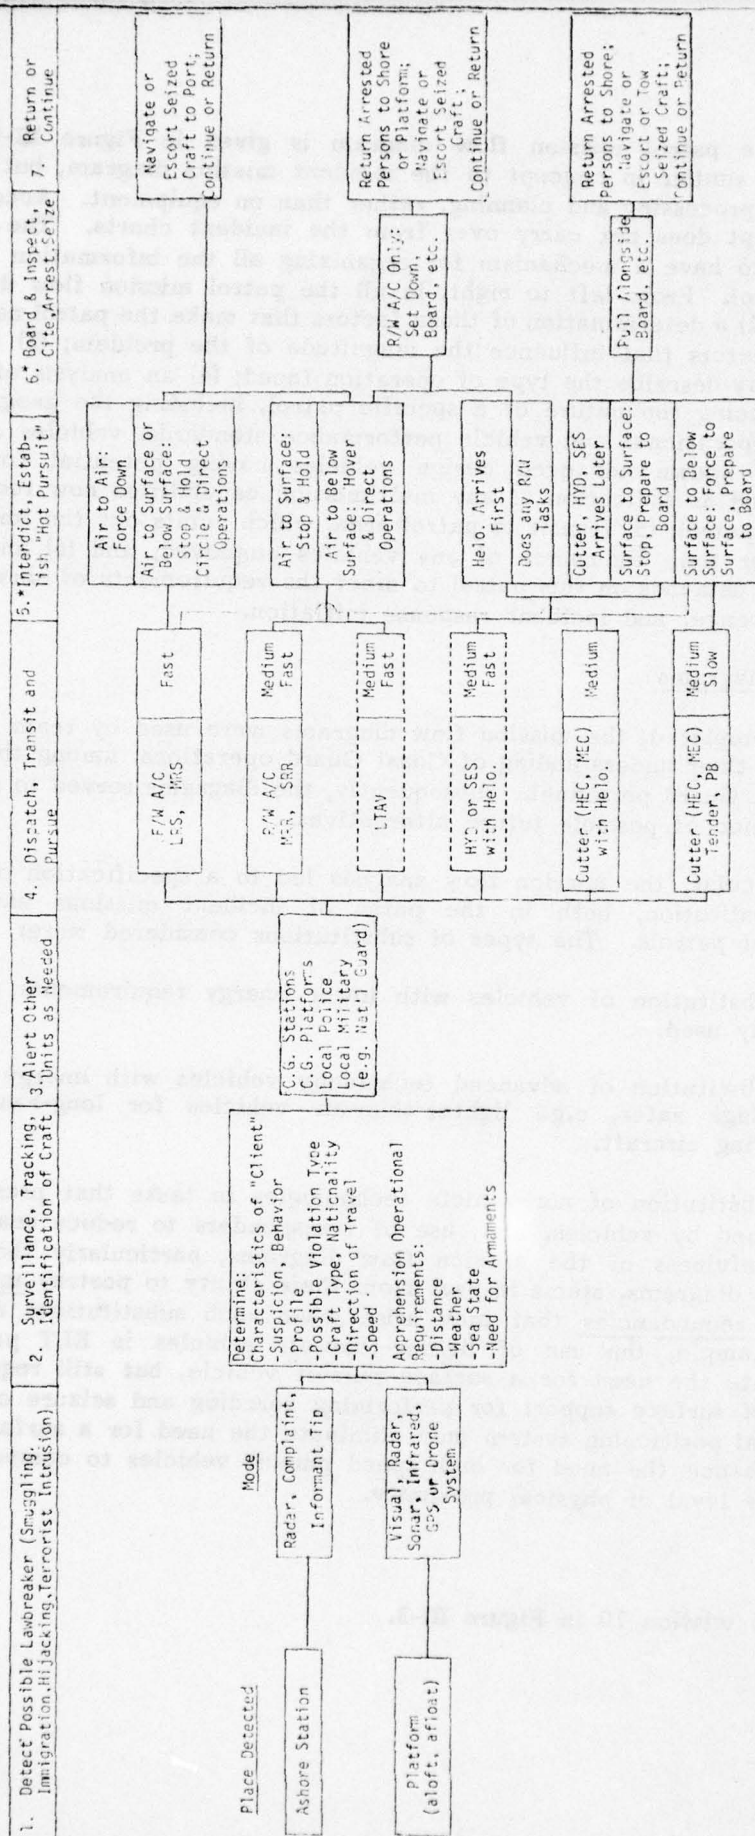 1. Detect Possible Lawbreaker (Smuggling,
Immigration,Hijacking,Terrorist Intrusion)
2. Surveillance, Tracking,
Identification of Craft
3. Alert Other
Units as Needed
4. Dispatch, Transit and
Pursue
5.*Interdict, Estab-
lish "Hot Pursuit"
6.* Board & Inspect,
Cite,Arrest,Seize
7. Return or
Continue
Place Detected
Ashore Station
Platform
(aloft, afloat)
Mode
Radar, Complaint,
Informant Tip
Visual, Radar,
Sonar, Infrared,
GPS or Drone
System
Determine:
Characteristics of "Client"
-Suspicion Behavior
-Profile
-Possible Violation Type
-Craft Type: Nationality
-Direction of Travel
-Speed
Apprehension Operational
Requirements:
-Distance
-Weather
-Sea State
-Need for Armaments
C.G. Stations
C.G. Platforms
Local Police
Local Military
(e.g. Nat'l Guard)
F/W A/C
LRS, MRS
Fast
R/W A/C
MRR, SRR
Medium
Fast
LTAV
Medium
Fast
HYD or SES
with Helo.
Medium
Fast
Cutter (HEC, MEC)
with Helo.
Medium
Cutter (HEC, MEC)
Tender, PB
Medium
Slow
Air to Air:
Force Down
Air to Surface or
Below Surface:
Stop & Hold
Circle & Direct
Operations
Air to Surface:
Stop & Hold
Air to Below
Surface: Hover
& Direct
Operations
Helo. Arrives
First
Does any R/W
Tasks
Cutter, HYD, SES
Arrives Later
Surface to Surface:
Stop, Prepare to
Board
Surface to Below
Surface: Force to
Surface, Prepare
to Board
R/W A/C Only:
Set Down,
Board, etc.
Pull Alongside
Board, etc.
Navigate or
Escort Seized
Craft to Port;
Continue or Return
Return Arrested
Persons to Shore
or Platform;
Navigate or
Escort Seized
Craft;
Continue or Return
Return Arrested
Persons to Shore;
Navigate or
Escort or Tow
Seized Craft;
Continue or Return